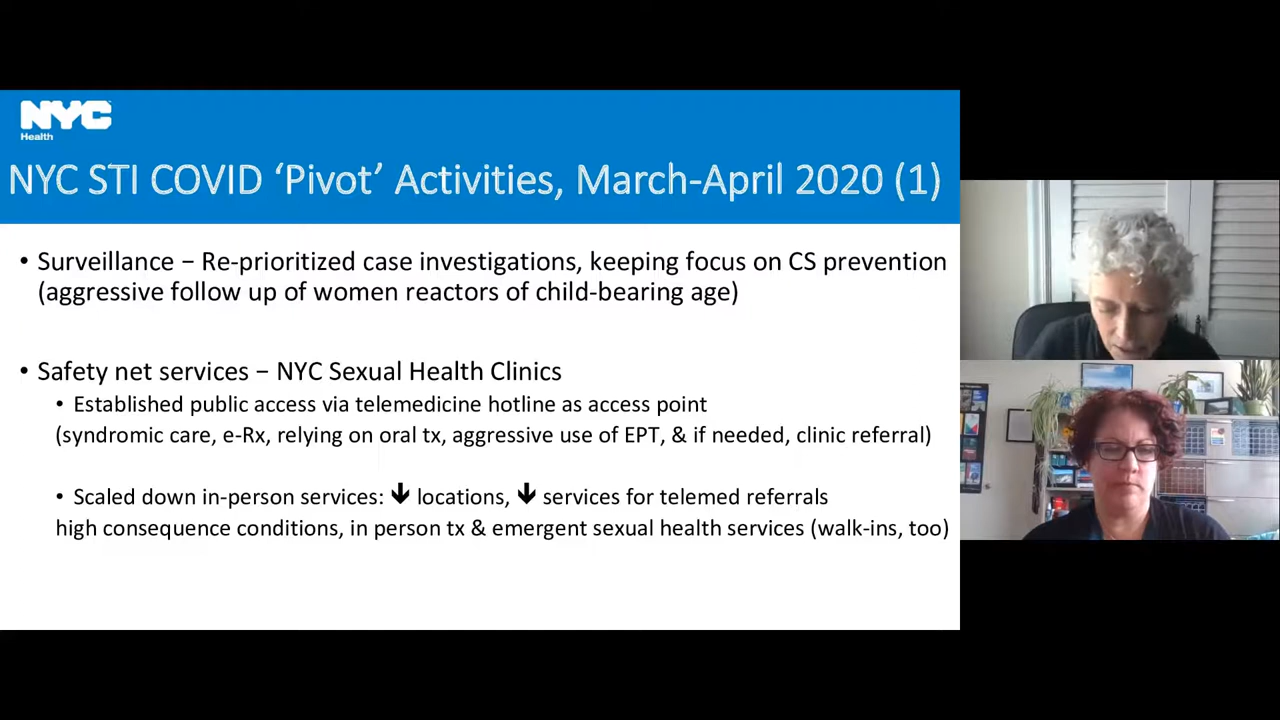 NYC
Health
NYC STI COVID ‘Pivot’ Activities, March-April 2020 (1)
• Surveillance – Re-prioritized case investigations, keeping focus on CS prevention
(aggressive follow up of women reactors of child-bearing age)
• Safety net services – NYC Sexual Health Clinics
• Established public access via telemedicine hotline as access point
(syndromic care, e-Rx, relying on oral tx, aggressive use of EPT, & if needed, clinic referral)
• Scaled down in-person services: 🡻 locations, 🡻 services for telemed referrals
high consequence conditions, in person tx & emergent sexual health services (walk-ins, too)